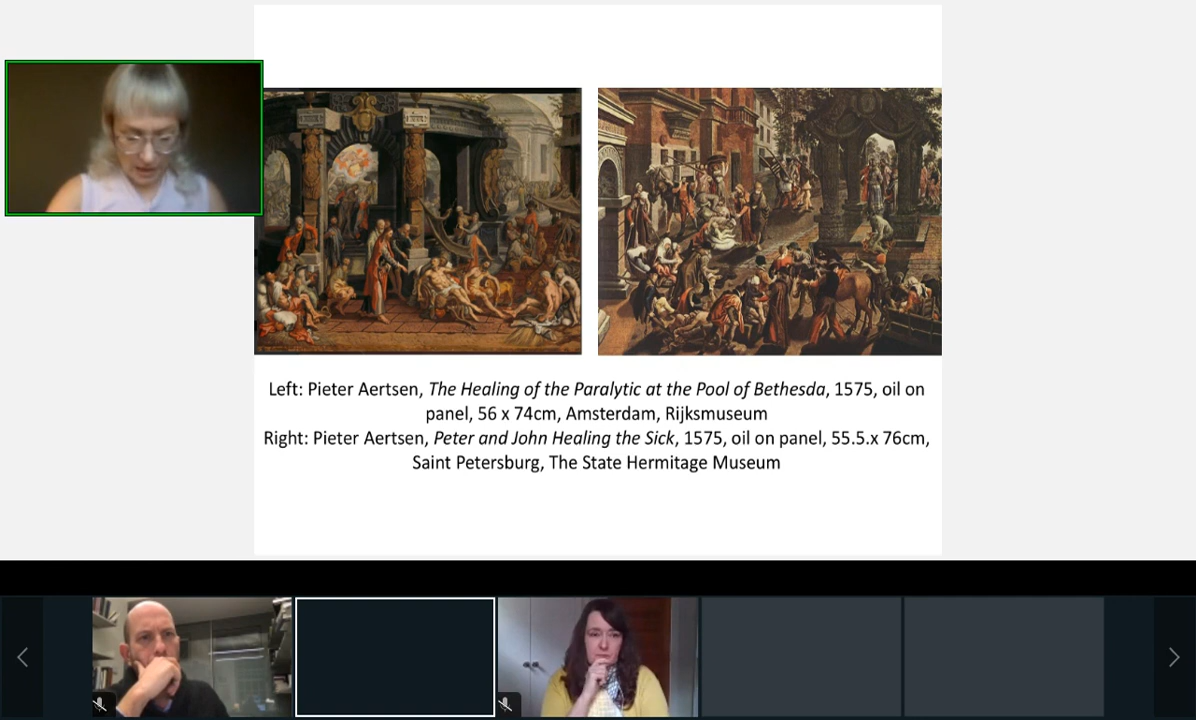 Left: Pieter Aertsen, The Healing of the Paralytic at the Pool of Bethesda, 1575, oil on
panel, 56 x 74cm, Amsterdam, Rijksmuseum
Right: Pieter Aertsen, Peter and John Healing the Sick, 1575, oil on panel, 55.5.x 76cm,
Saint Petersburg, The State Hermitage Museum